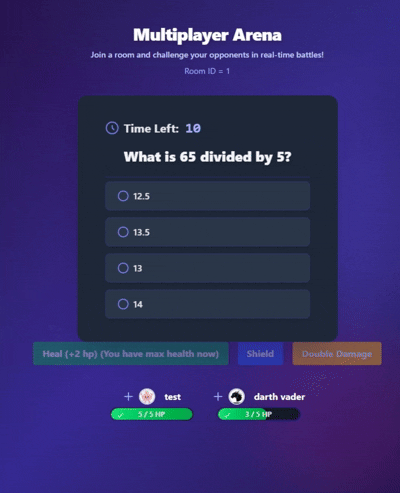 Multiplayer Arena
Join a room and challenge your opponents in real-time battles!
Room ID = 1
Time Left: 10
What is 65 divided by 5?
12.5
13.5
13
14
Heal (+2 hp) (You have max health now) Shield Double Damage
test darth vader
5 / 5 HP 3 / 5 HP